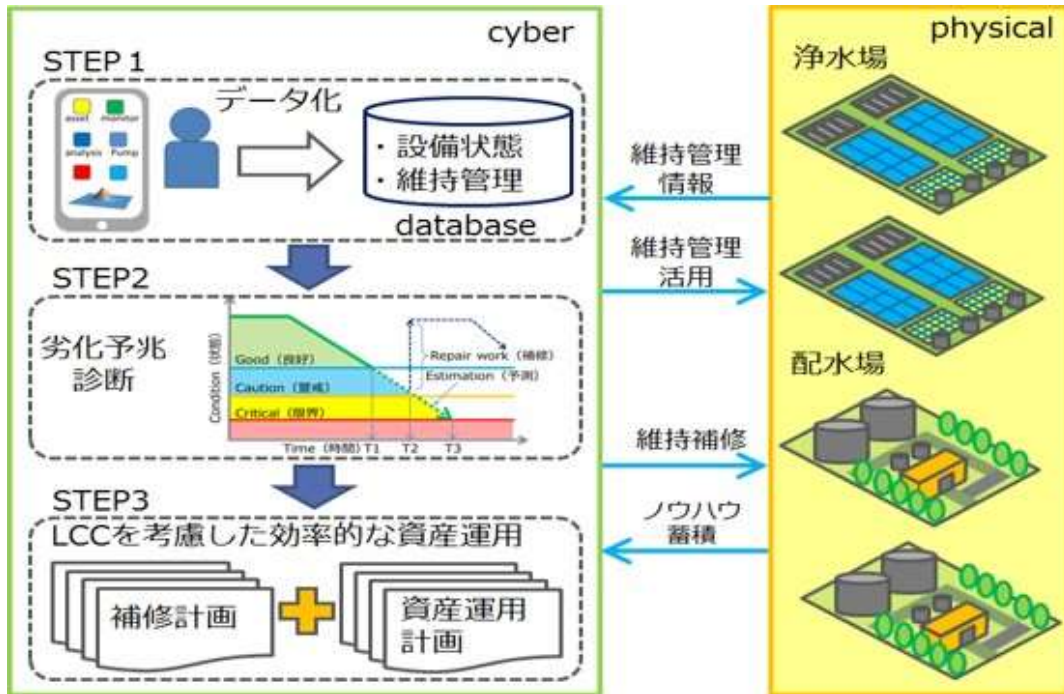 cyber
STEP 1
asset
monitor
analysis
Pump
データ化
・設備状態
・維持管理
database
STEP2
劣化予兆
診断
Condition（状態）
Good（良好）
Caution（警戒）
Critical（限界）
Repair work（補修）
Estimation（予測）
Time（時間）
T1
T2
T3
STEP3
LCCを考慮した効率的な資産運用
補修計画
資産運用
計画
維持管理
情報
維持管理
活用
維持補修
ノウハウ
蓄積
physical
浄水場
配水場